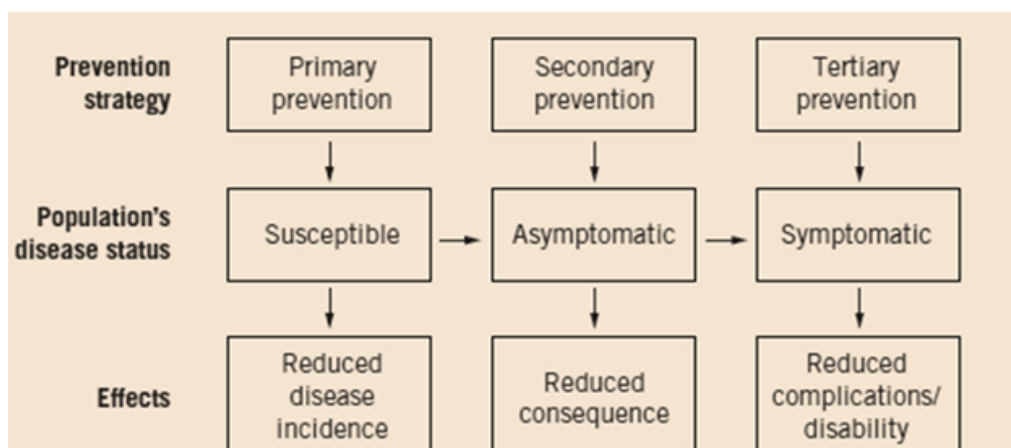 Prevention
strategy
Primary
prevention
Secondary
prevention
Tertiary
prevention
Population's
disease status
Susceptible
Asymptomatic
Symptomatic
Effects
Reduced
disease
incidence
Reduced
consequence
Reduced
complications/
disability